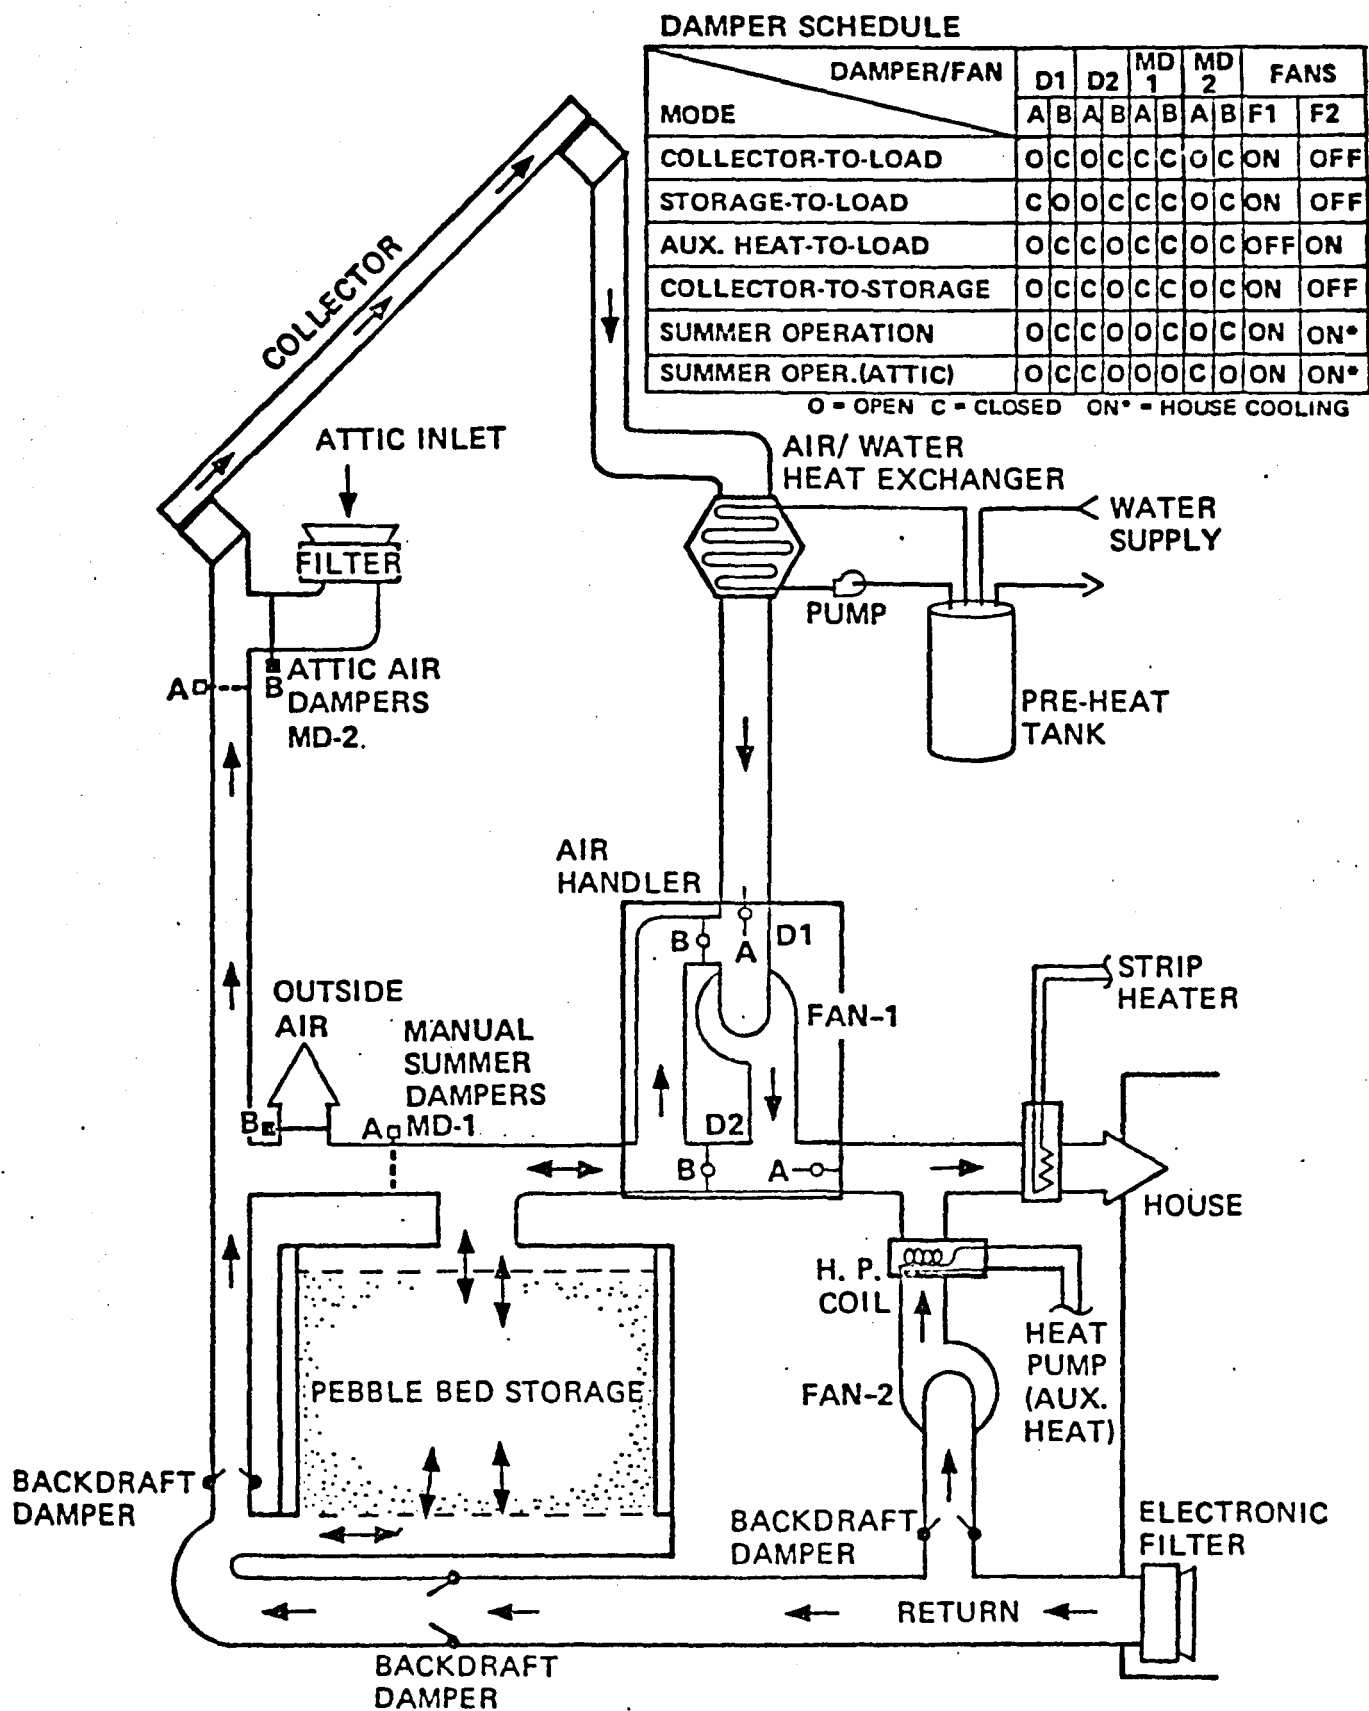 DAMPER SCHEDULE
DAMPER/FAN D1 D2 MD 1 MD 2 FANS
MODE A B A B A B A B F1 F2
COLLECTOR-TO-LOAD O C O C C C O C ON OFF
STORAGE-TO-LOAD C O O C C C O C ON OFF
AUX. HEAT-TO-LOAD O C C O C C O C OFF ON
COLLECTOR-TO-STORAGE O C C O C C O C ON OFF
SUMMER OPERATION O C C O O C O C ON ON*
SUMMER OPER.(ATTIC) O C C O O O C O ON ON*
O = OPEN C = CLOSED ON* = HOUSE COOLING
COLLECTOR
ATTIC INLET
FILTER
AIR/ WATER
HEAT EXCHANGER
WATER
SUPPLY
PUMP
A
B
ATTIC AIR
DAMPERS
MD-2.
PRE-HEAT
TANK
AIR
HANDLER
B
A
D1
FAN-1
STRIP
HEATER
OUTSIDE
AIR
MANUAL
SUMMER
DAMPERS
MD-1
B
A
D2
B
A
HOUSE
H. P.
COIL
HEAT
PUMP
(AUX.
HEAT)
PEBBLE BED STORAGE
FAN-2
BACKDRAFT
DAMPER
BACKDRAFT
DAMPER
ELECTRONIC
FILTER
RETURN
BACKDRAFT
DAMPER